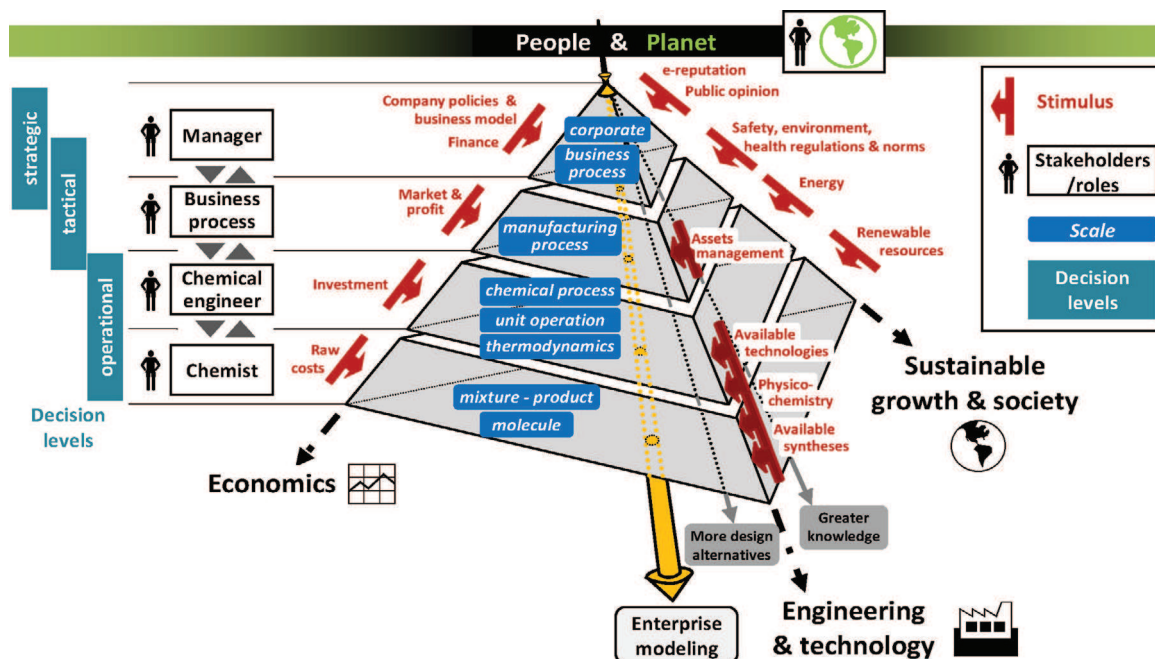 People & Planet
strategic
tactical
operational
Decision
levels
Manager
Business
process
Chemical
engineer
Chemist
Company policies &
business model
Finance
Market &
profit
Investment
Raw
costs
corporate
business
process
manufacturing
process
chemical process
unit operation
thermodynamics
mixture - product
molecule
e-reputation
Public opinion
Safety, environment,
health regulations & norms
Energy
Renewable
resources
Assets
management
Available
technologies
Physico-
chemistry
Available
syntheses
Stimulus
Stakeholders
/roles
Scale
Decision
levels
Sustainable
growth & society
Economics
More design
alternatives
Greater
knowledge
Enterprise
modeling
Engineering
& technology